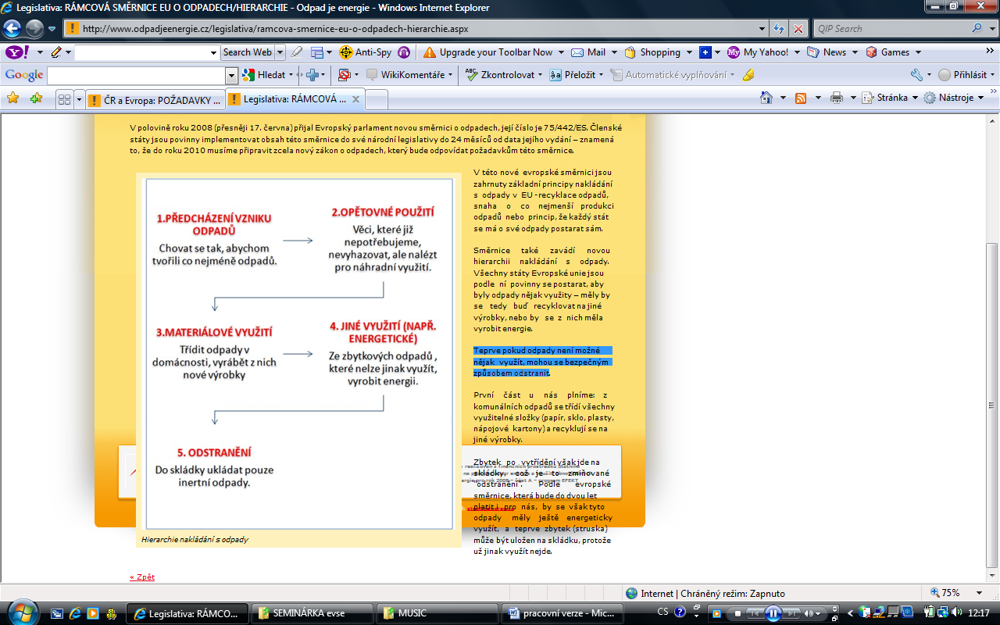 Legislativa: RÁMCOVÁ SMĚRNICE EU O ODPADECH/HIERARCHIE - Odpad je energie - Windows Internet Explorer
http://www.odpadjeenergie.cz/legislativa/ramcova-smernice-eu-o-odpadech-hierarchie.aspx
QIP Search
Y!
Search Web
Anti-Spy
Upgrade your Toolbar Now
Mail
Shopping
My Yahoo!
News
Games
Google
Hledat
WikiKomentáře
Zkontrolovat
Přeložit
Automatické vyplňování
Přihlásit
ČR a Evropa: POŽADAVKY ...
Legislativa: RÁMCOVÁ ...
Stránka
Nástroje
V polovině roku 2008 (přesněji 17. června) přijal Evropský parlament novou směrnici o odpadech, její číslo je 75/442/ES. Členské
státy jsou povinny implementovat obsah této směrnice do své národní legislativy do 24 měsíců od data jejího vydání – znamená
to, že do roku 2010 musíme připravit zcela nový zákon o odpadech, který bude odpovídat požadavkům této směrnice.
1.PŘEDCHÁZENÍ VZNIKU
ODPADŮ
Chovat se tak, abychom
tvořili co nejméně odpadů.
2.OPĚTOVNÉ POUŽITÍ
Věci, které již
nepotřebujeme,
nevyhazovat, ale nalézt
pro náhradní využití.
3.MATERIÁLOVÉ VYUŽITÍ
Třídit odpady v
domácnosti, vyrábět z nich
nové výrobky
4. JINÉ VYUŽITÍ (NAPŘ.
ENERGETICKÉ)
Ze zbytkových odpadů ,
které nelze jinak využít,
vyrobit energii.
5. ODSTRANĚNÍ
Do skládky ukládat pouze
inertní odpady.
Hierarchie nakládání s odpady
V této nové evropské směrnici jsou
zahrnuty základní principy nakládání
s odpady v EU -recyklace odpadů,
snaha o co nejmenší produkci
odpadů nebo princip, že každý stát
se má o své odpady postarat sám.
Směrnice také zavádí novou
hierarchii nakládání s odpady.
Všechny státy Evropské unie jsou
podle ní povinny se postarat, aby
byly odpady nějak využity – měly by
se tedy buď recyklovat na jiné
výrobky, nebo by se z nich měla
vyrobit energie.
Teprve pokud odpady není možné
nějak využít, mohou se bezpečným
způsobem odstranit.
První část u nás plníme: z
komunálních odpadů se třídí všechny
využitelné složky (papír, sklo, plasty,
nápojové kartony) a recyklují se na
jiné výrobky.
Zbytek po vytřídění však jde na
skládky, což je to zmiňované
"odstranění". Podle evropské
směrnice, která bude do dvou let
platit i pro nás, by se však tyto
odpady měly ještě energeticky
využít, a teprve zbytek (struska)
může být uložen na skládku, protože
už jinak využít nejde.
« Zpět
Internet | Chráněný režim: Zapnuto
75%
Legislativa: RÁMCO...
SEMINÁRKA evse
MUSIC
pracovní verze - Mic...
CS
12:17